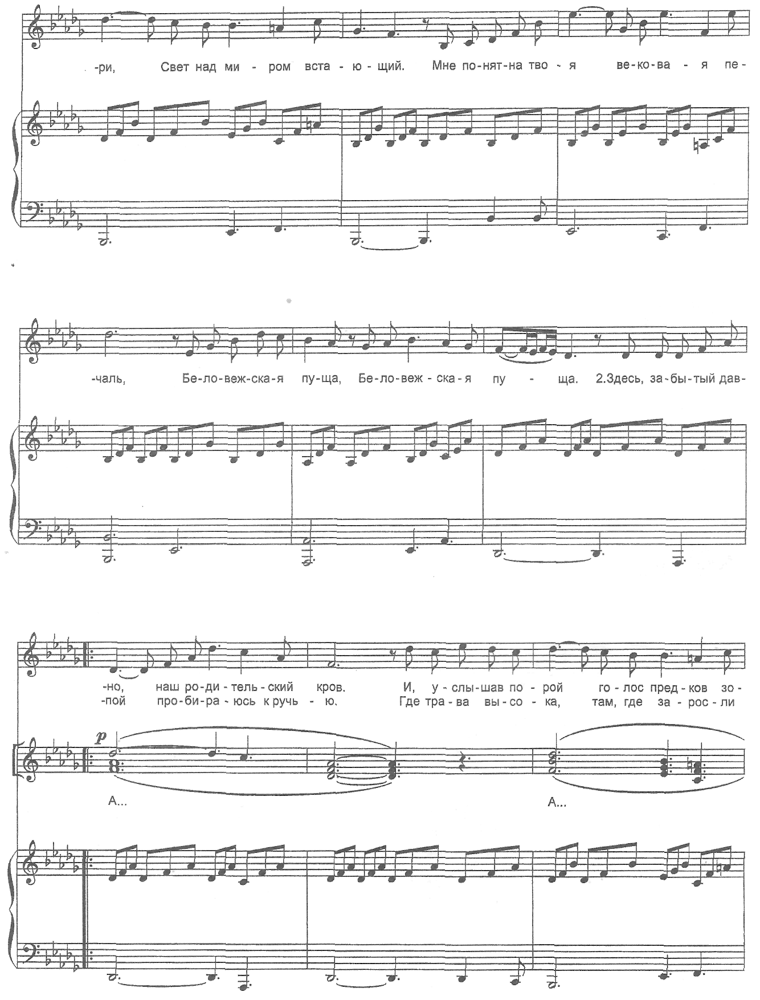 -ри, Свет над ми - ром вста - ю - щий. Мне по-нят-на тво - я ве-ко-ва - я пе-
-чаль, Бе-ло-веж-ска-я пу-ща, Бе-ло-веж - ска-я пу - ща. 2.Здесь, за-бы-тый дав-
-но, наш ро-ди-тель-ский кров. И, у-слы-шав по - рой го-лос пред-ков зо-
-пой про-би-ра-юсь к ручь - ю. Где тра-ва вы-со - ка, там, где за - рос-ли
p
А... А...